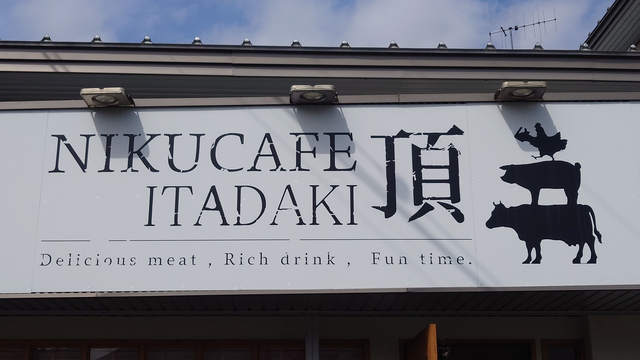 NIKUCAFE
ITADAKI
頂
Delicious meat , Rich drink , Fun time.